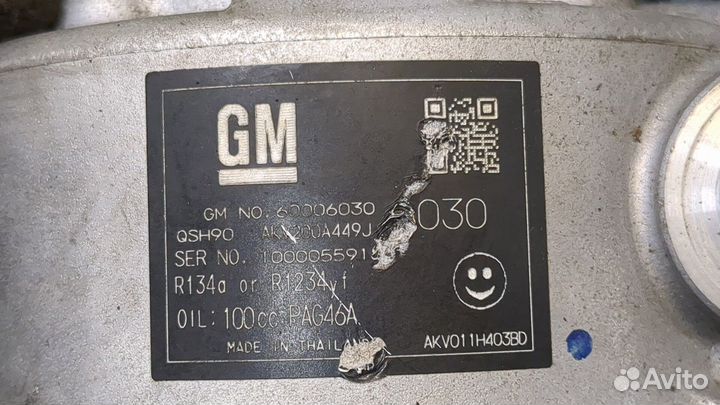 GM
GM NO. 60006030
030
QSH90
SER NO.
R134a or R1234yf
OIL: 100cc PAG46A
MADE IN THAILAND
AKV011H403BD
Avito